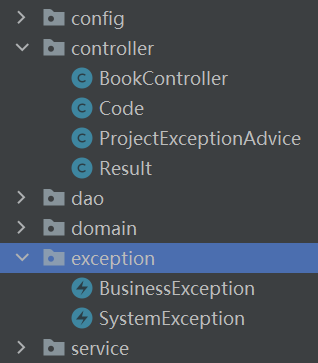 config
controller
BookController
Code
ProjectExceptionAdvice
Result
dao
domain
exception
BusinessException
SystemException
service